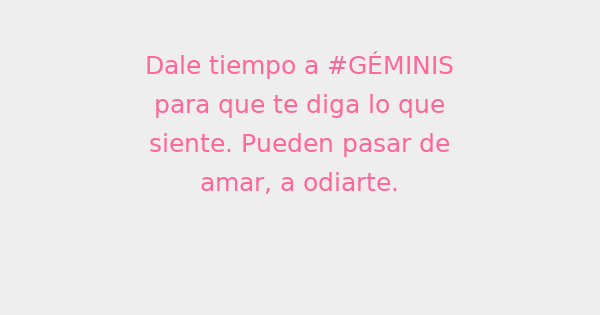 Dale tiempo a #GÉMINIS
para que te diga lo que
siente. Pueden pasar de
amar, a odiarte.